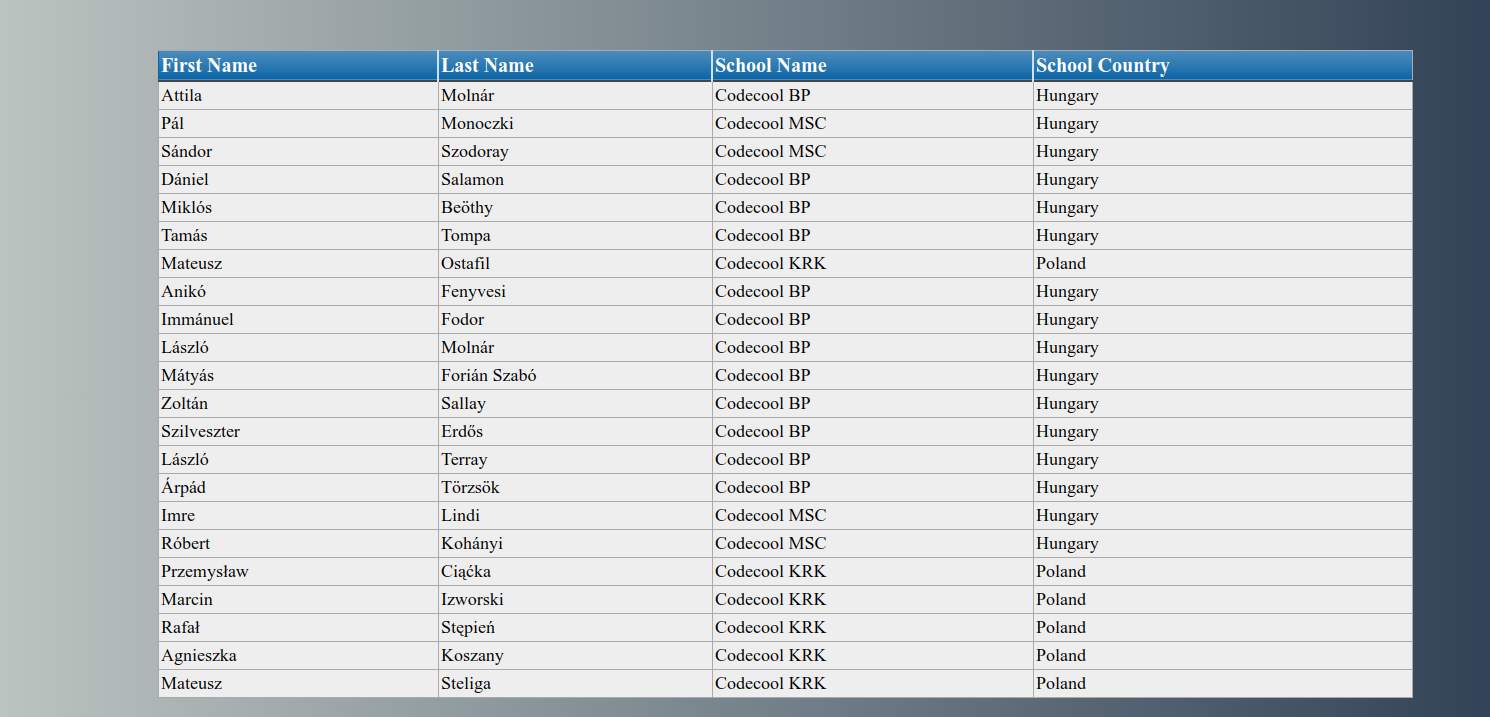 First Name Last Name School Name School Country
Attila Molnár Codecool BP Hungary
Pál Monoczki Codecool MSC Hungary
Sándor Szodoray Codecool MSC Hungary
Dániel Salamon Codecool BP Hungary
Miklós Beöthy Codecool BP Hungary
Tamás Tompa Codecool BP Hungary
Mateusz Ostafil Codecool KRK Poland
Anikó Fenyvesi Codecool BP Hungary
Immánuel Fodor Codecool BP Hungary
László Molnár Codecool BP Hungary
Mátyás Forián Szabó Codecool BP Hungary
Zoltán Sallay Codecool BP Hungary
Szilveszter Erdős Codecool BP Hungary
László Terray Codecool BP Hungary
Árpád Törzsök Codecool BP Hungary
Imre Lindi Codecool MSC Hungary
Róbert Kohányi Codecool MSC Hungary
Przemysław Ciąćka Codecool KRK Poland
Marcin Izworski Codecool KRK Poland
Rafał Stępień Codecool KRK Poland
Agnieszka Koszany Codecool KRK Poland
Mateusz Steliga Codecool KRK Poland